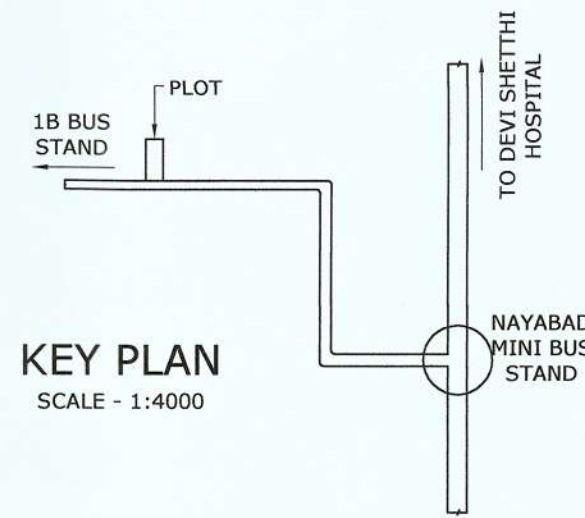 PLOT
1B BUS
STAND
TO DEVI SHETTHI
HOSPITAL
NAYABAD
MINI BUS
STAND
KEY PLAN
SCALE - 1:4000